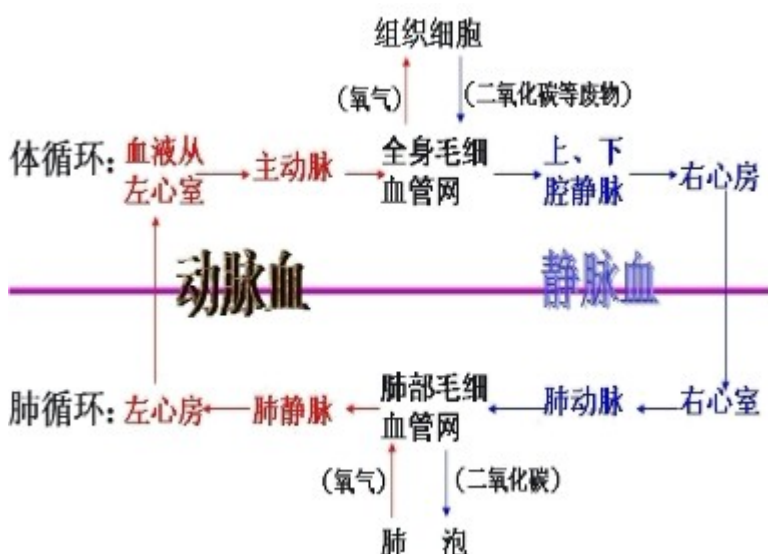 组织细胞
（氧气）
（二氧化碳等废物）
体循环：
血液从
左心室
主动脉
全身毛细
血管网
上、下
腔静脉
右心房
动脉血
静脉血
肺循环：
左心房
肺静脉
肺部毛细
血管网
肺动脉
右心室
（氧气）
（二氧化碳）
肺 泡